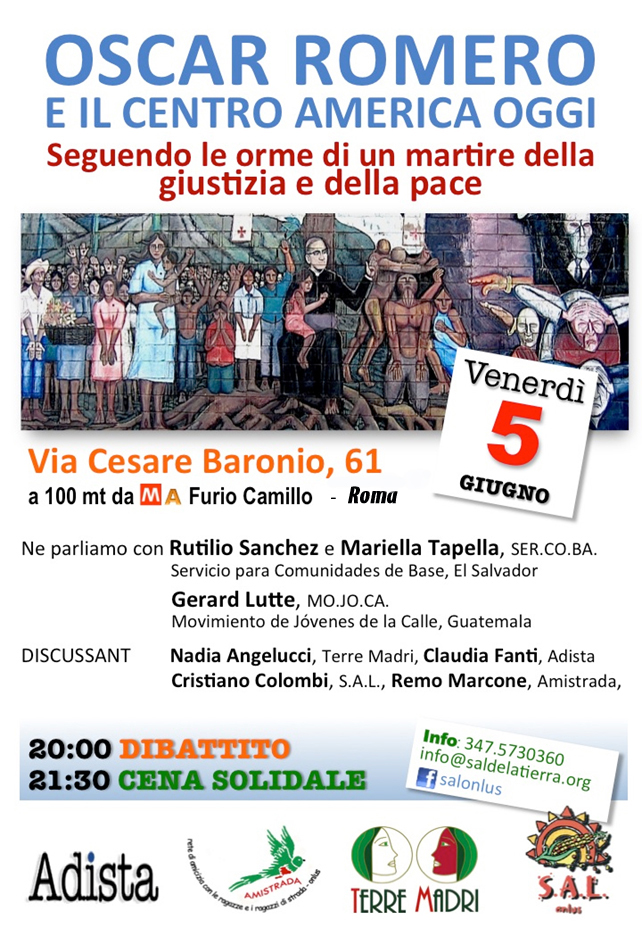 OSCAR ROMERO
E IL CENTRO AMERICA OGGI
Seguendo le orme di un martire della
giustizia e della pace
Venerdì
5
GIUGNO
Via Cesare Baronio, 61
a 100 mt da M A Furio Camillo - Roma
Ne parliamo con Rutilio Sanchez e Mariella Tapella, SER.CO.BA.
Servicio para Comunidades de Base, El Salvador
Gerard Lutte, MO.JO.CA.
Movimiento de Jóvenes de la Calle, Guatemala
DISCUSSANT Nadia Angelucci, Terre Madri, Claudia Fanti, Adista
Cristiano Colombi, S.A.L., Remo Marcone, Amistrada,
20:00 DIBATTITO
21:30 CENA SOLIDALE
Info: 347.5730360
info@saldelatierra.org
f salonlus
Adista
rete di amicizia con le ragazze e i ragazzi di strada - onlus
AMISTRADA
TERRE MADRI
S.A.L.
onlus